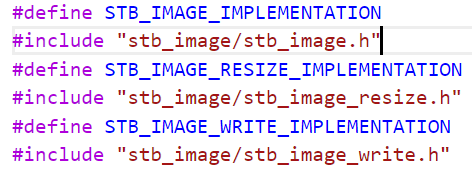 #define STB_IMAGE_IMPLEMENTATION
#include "stb_image/stb_image.h"
#define STB_IMAGE_RESIZE_IMPLEMENTATION
#include "stb_image/stb_image_resize.h"
#define STB_IMAGE_WRITE_IMPLEMENTATION
#include "stb_image/stb_image_write.h"